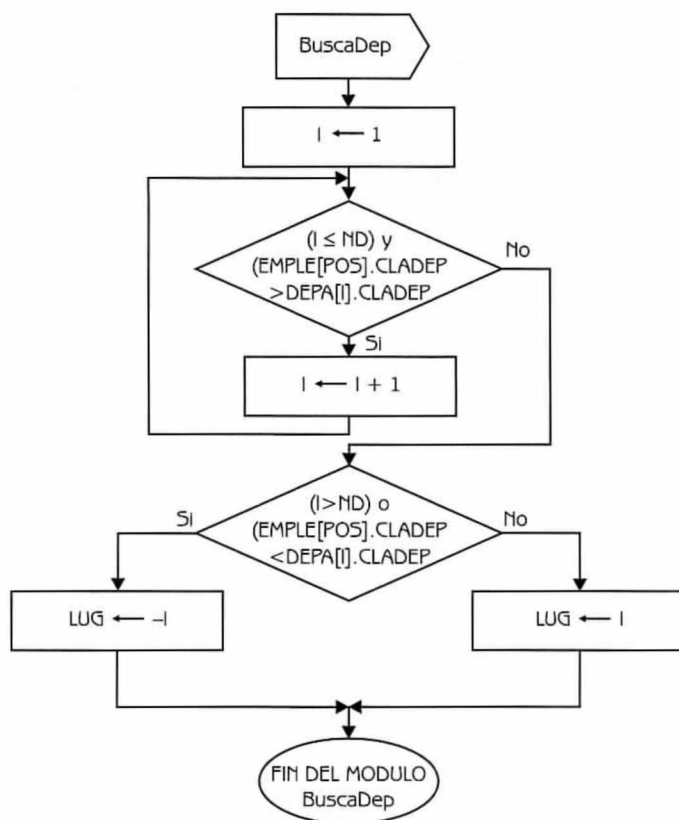 BuscaDep
I ← 1
(I ≤ ND) y
(EMPLE[POS].CLADEP
>DEPA[I].CLADEP
No
Si
I ← I + 1
(I>ND) o
(EMPLE[POS].CLADEP
<DEPA[I].CLADEP
Si
No
LUG ← –I
LUG ← I
FIN DEL MODULO
BuscaDep